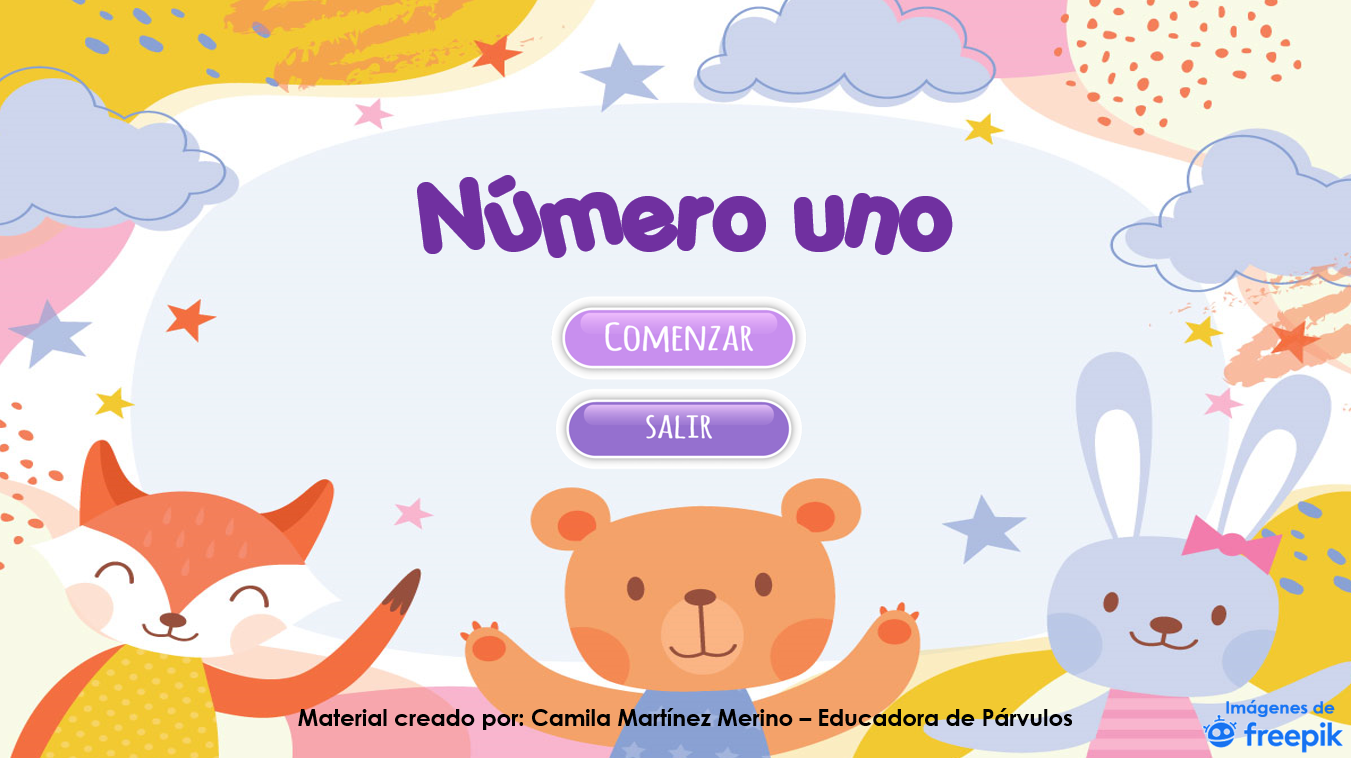 Número uno
COMENZAR
SALIR
Material creado por: Camila Martínez Merino – Educadora de Párvulos
Imágenes de
freepik